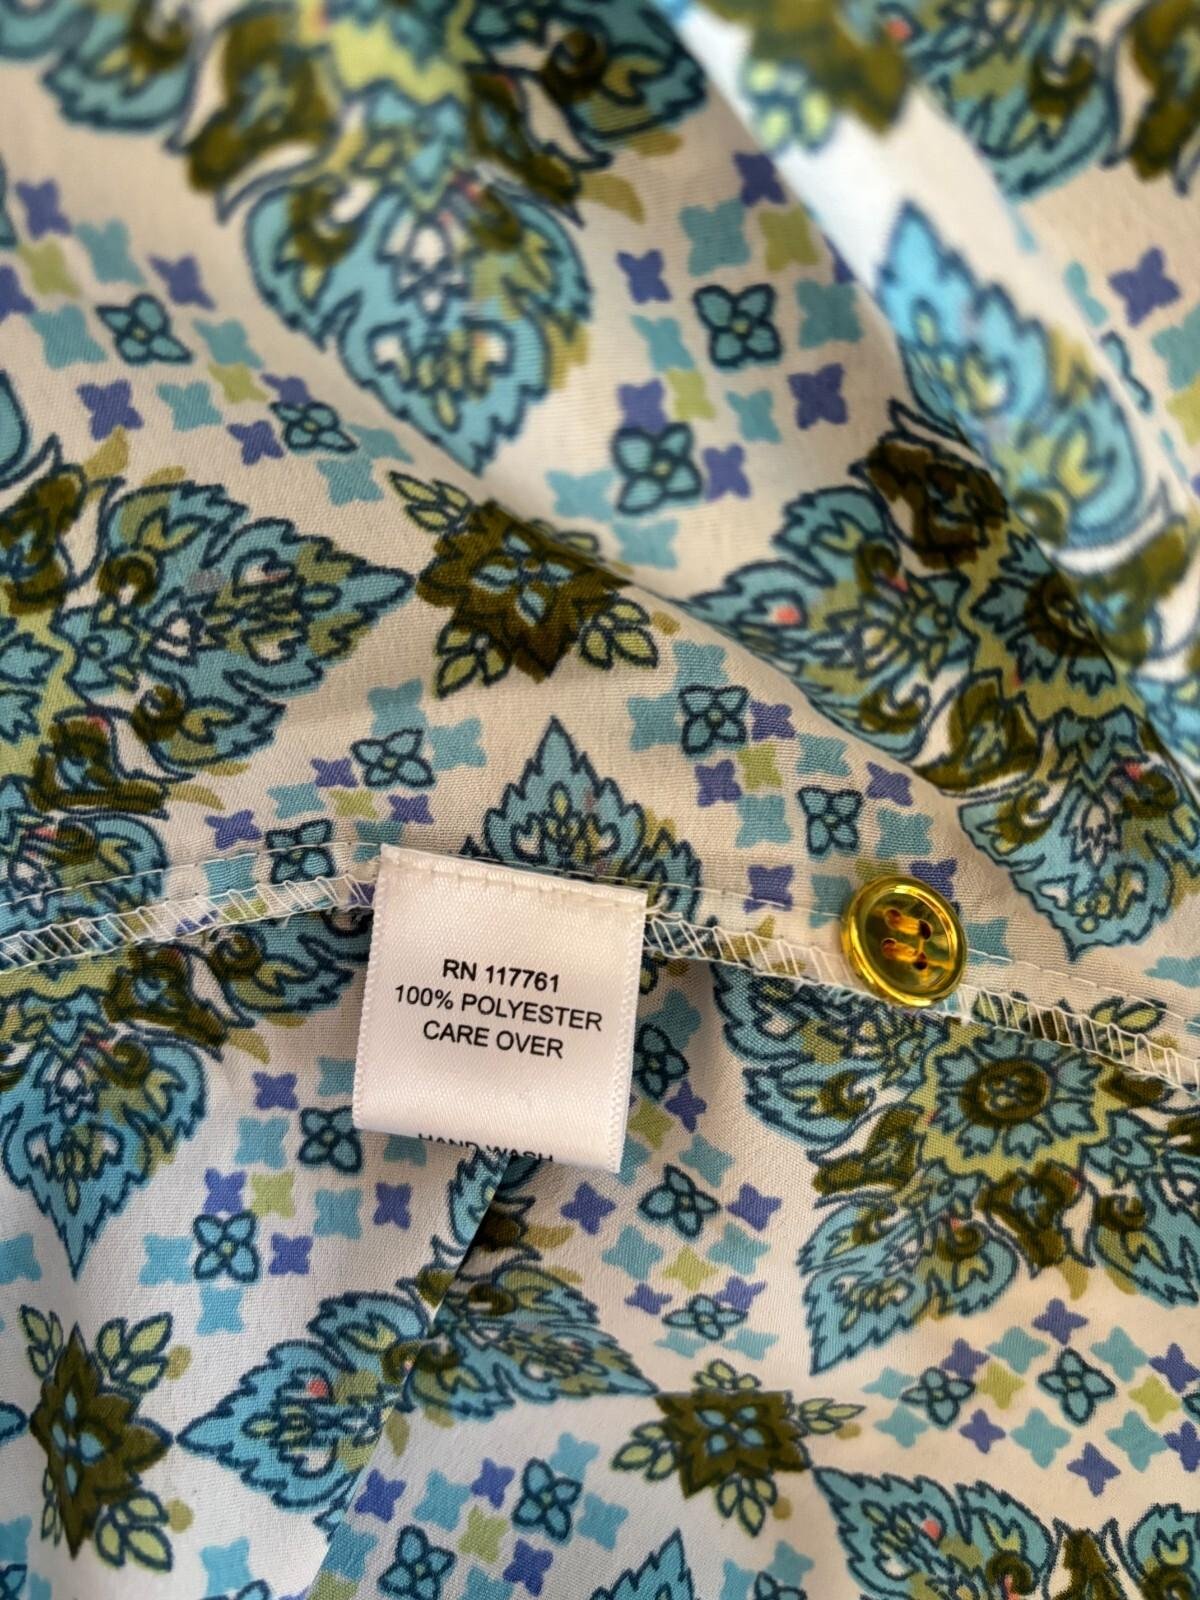 RN 117761
100% POLYESTER
CARE OVER
HAND WASH